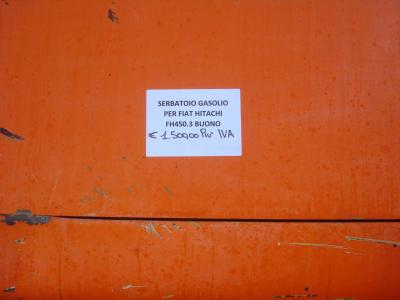 SERBATOIO GASOLIO
PER FIAT HITACHI
FH450.3 BUONO
€ 1.500,00 Più IVA